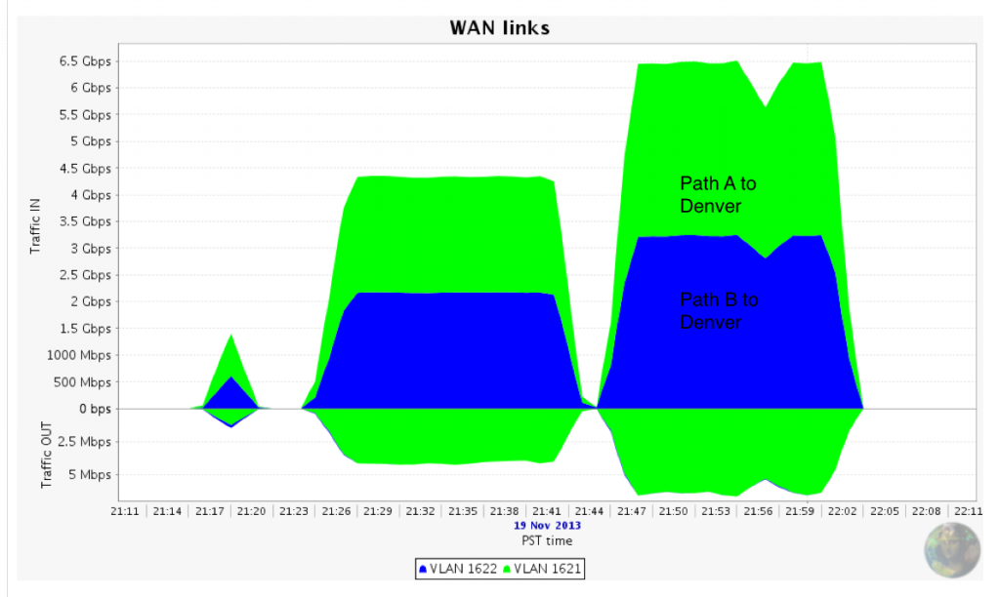 WAN links
6.5 Gbps
6 Gbps
5.5 Gbps
5 Gbps
4.5 Gbps
4 Gbps
3.5 Gbps
3 Gbps
2.5 Gbps
2 Gbps
1.5 Gbps
1000 Mbps
500 Mbps
0 bps
2.5 Mbps
5 Mbps
Traffic IN
Traffic OUT
Path A to
Denver
Path B to
Denver
21:11 21:14 21:17 21:20 21:23 21:26 21:29 21:32 21:35 21:38 21:41 21:44 21:47 21:50 21:53 21:56 21:59 22:02 22:05 22:08 22:11
19 Nov 2013
PST time
VLAN 1622 VLAN 1621